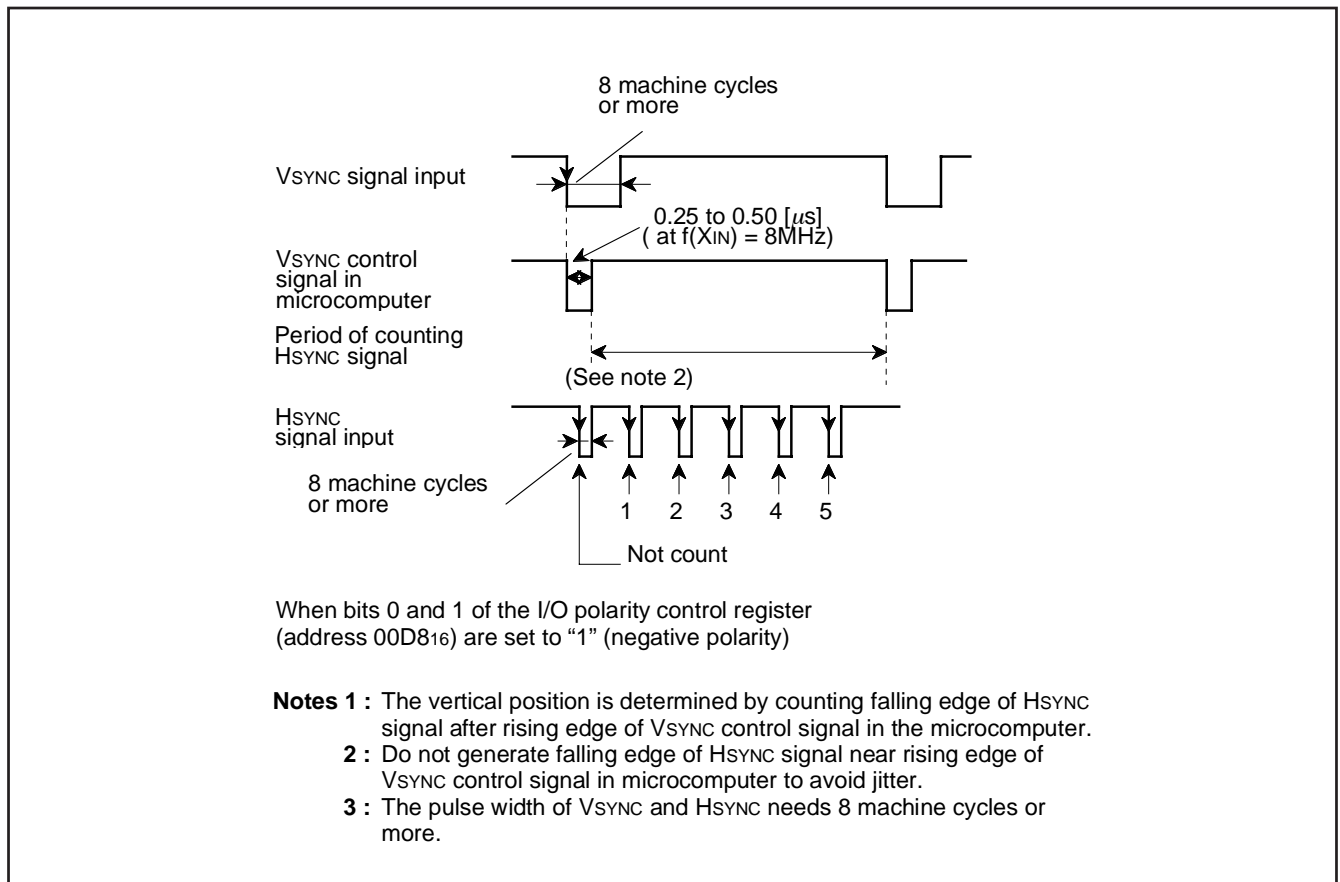 8 machine cycles
or more
VSYNC signal input
0.25 to 0.50 [μs]
( at f(XIN) = 8MHz)
VSYNC control
signal in
microcomputer
Period of counting
HSYNC signal
(See note 2)
HSYNC
signal input
8 machine cycles
or more
1 2 3 4 5
Not count
When bits 0 and 1 of the I/O polarity control register
(address 00D816) are set to “1” (negative polarity)
Notes 1 : The vertical position is determined by counting falling edge of HSYNC
signal after rising edge of VSYNC control signal in the microcomputer.
2 : Do not generate falling edge of HSYNC signal near rising edge of
VSYNC control signal in microcomputer to avoid jitter.
3 : The pulse width of VSYNC and HSYNC needs 8 machine cycles or
more.